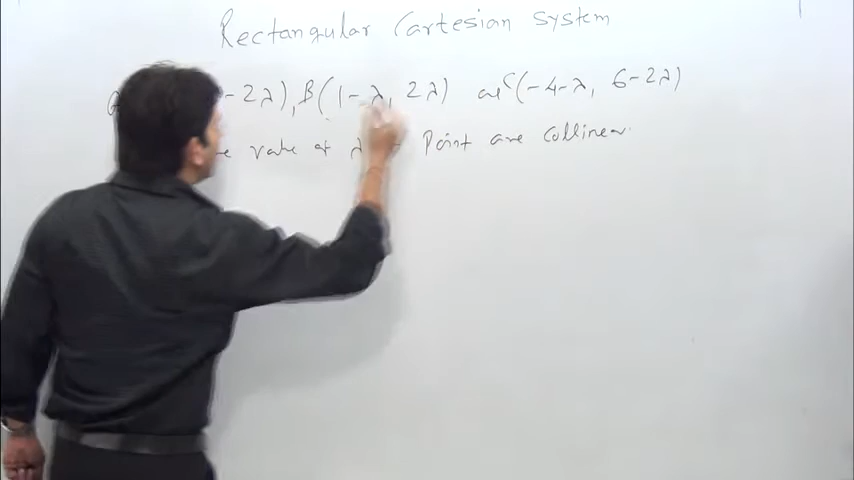 Rectangular Cartesian system
- 2λ), B(1-λ, 2λ) and C(-4-λ, 6-2λ)
value of λ Point are collinear.